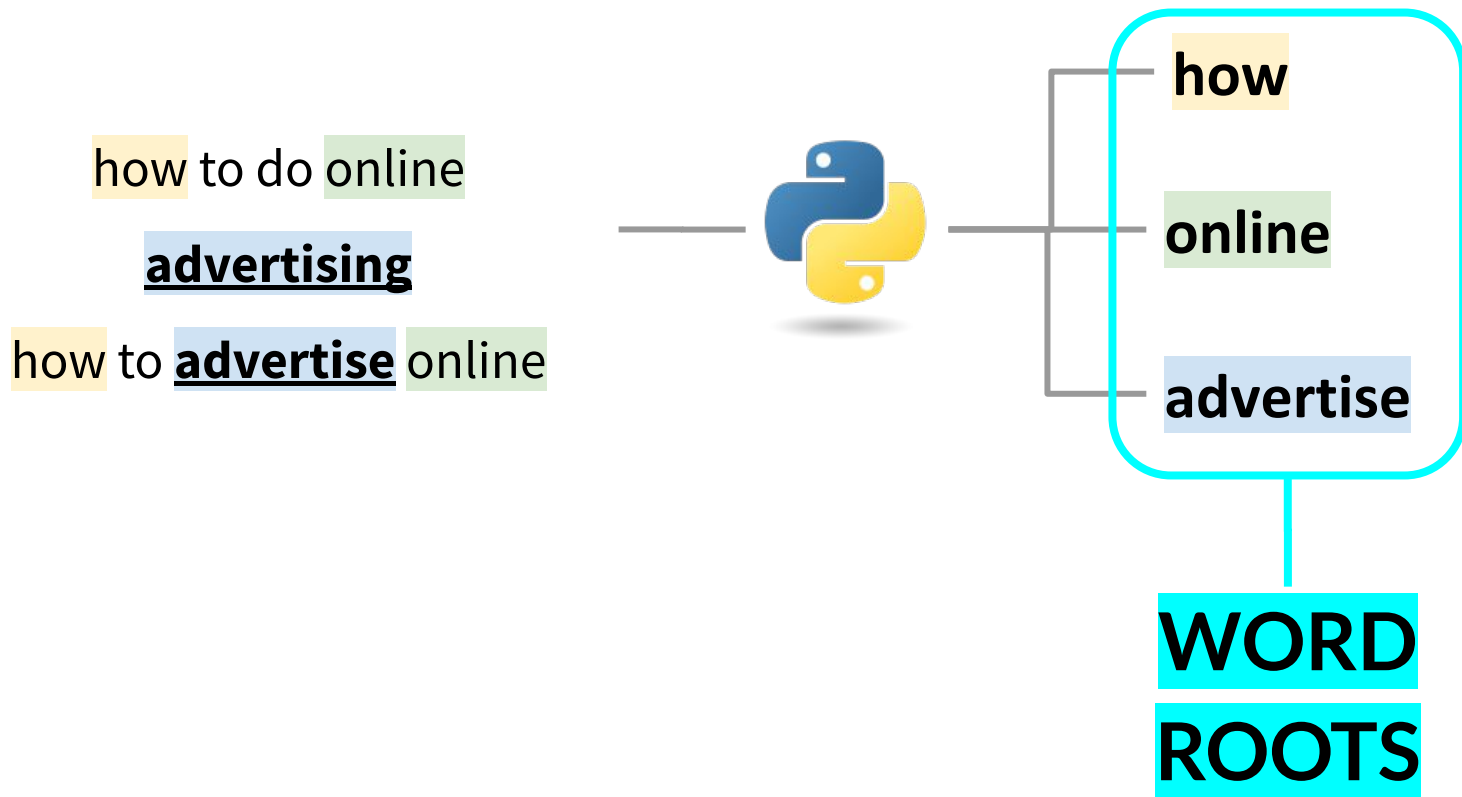 how to do online
advertising
how to advertise online
how
online
advertise
WORD
ROOTS